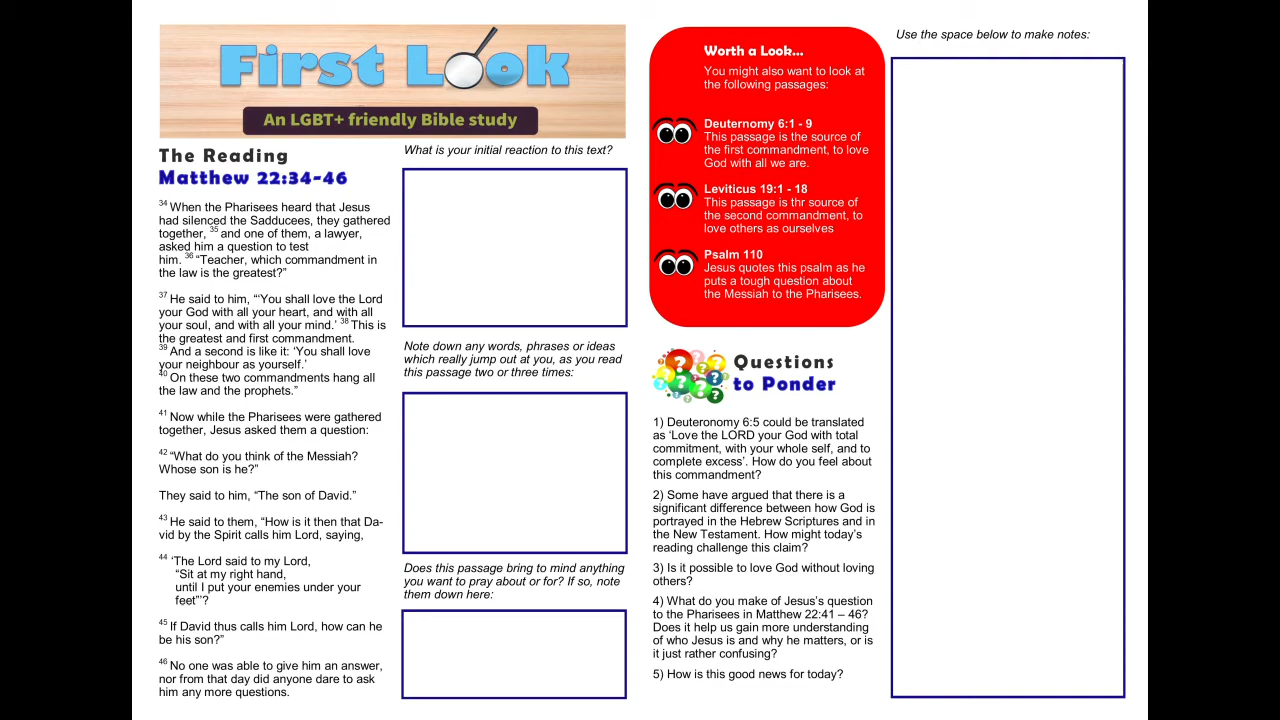 First Look
An LGBT+ friendly Bible study
The Reading
Matthew 22:34-46
34 When the Pharisees heard that Jesus
had silenced the Sadducees, they gathered
together, 35 and one of them, a lawyer,
asked him a question to test
him. 36 “Teacher, which commandment in
the law is the greatest?”
37 He said to him, “‘You shall love the Lord
your God with all your heart, and with all
your soul, and with all your mind.’ 38 This is
the greatest and first commandment.
39 And a second is like it: ‘You shall love
your neighbour as yourself.’
40 On these two commandments hang all
the law and the prophets.”
41 Now while the Pharisees were gathered
together, Jesus asked them a question:
42 “What do you think of the Messiah?
Whose son is he?”
They said to him, “The son of David.”
43 He said to them, “How is it then that Da-
vid by the Spirit calls him Lord, saying,
44 ‘The Lord said to my Lord,
“Sit at my right hand,
until I put your enemies under your
feet”’?
45 If David thus calls him Lord, how can he
be his son?”
46 No one was able to give him an answer,
nor from that day did anyone dare to ask
him any more questions.
What is your initial reaction to this text?
Note down any words, phrases or ideas
which really jump out at you, as you read
this passage two or three times:
Does this passage bring to mind anything
you want to pray about or for? If so, note
them down here:
Worth a Look...
You might also want to look at
the following passages:
Deuternomy 6:1 - 9
This passage is the source of
the first commandment, to love
God with all we are.
Leviticus 19:1 - 18
This passage is thr source of
the second commandment, to
love others as ourselves
Psalm 110
Jesus quotes this psalm as he
puts a tough question about
the Messiah to the Pharisees.
Questions
to Ponder
1) Deuteronomy 6:5 could be translated
as ‘Love the LORD your God with total
commitment, with your whole self, and to
complete excess’. How do you feel about
this commandment?
2) Some have argued that there is a
significant difference between how God is
portrayed in the Hebrew Scriptures and in
the New Testament. How might today’s
reading challenge this claim?
3) Is it possible to love God without loving
others?
4) What do you make of Jesus’s question
to the Pharisees in Matthew 22:41 – 46?
Does it help us gain more understanding
of who Jesus is and why he matters, or is
it just rather confusing?
5) How is this good news for today?
Use the space below to make notes: